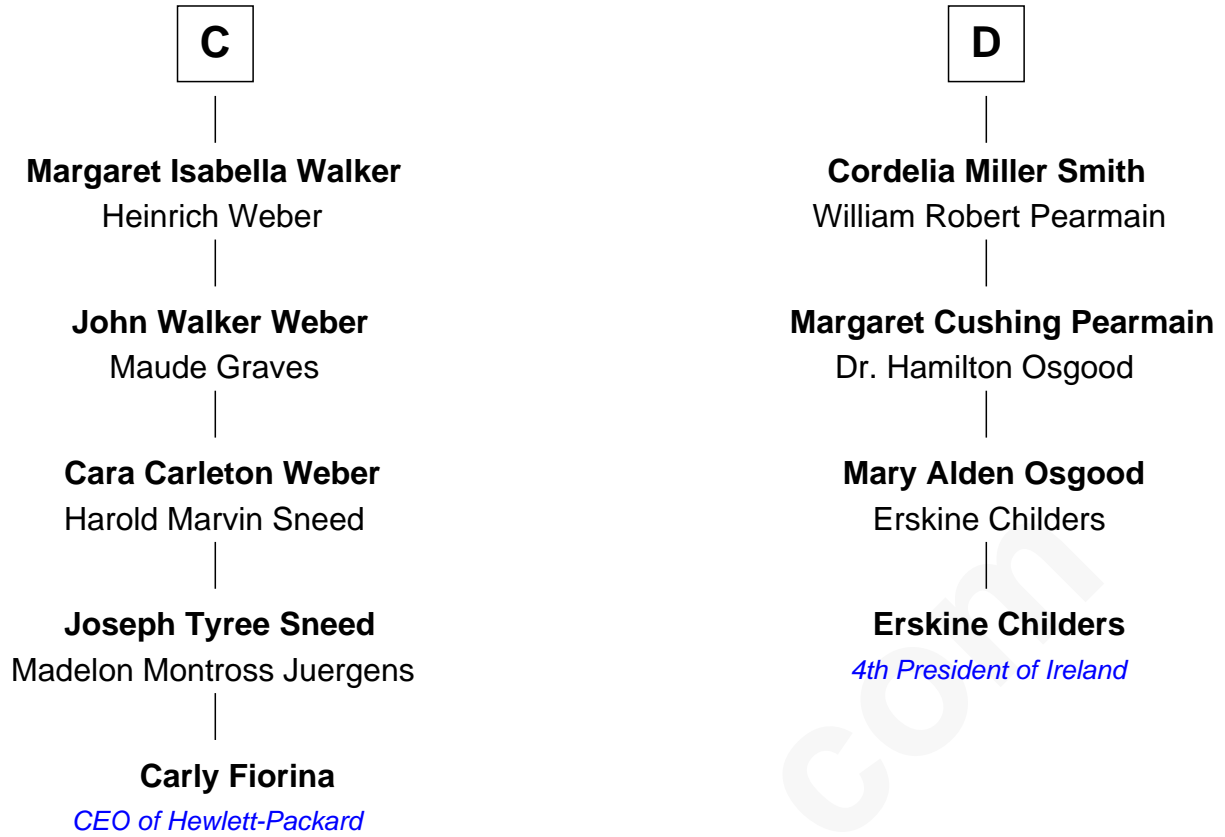 C
Margaret Isabella Walker
Heinrich Weber
John Walker Weber
Maude Graves
Cara Carleton Weber
Harold Marvin Sneed
Joseph Tyree Sneed
Madelon Montross Juergens
Carly Fiorina
CEO of Hewlett-Packard
D
Cordelia Miller Smith
William Robert Pearmain
Margaret Cushing Pearmain
Dr. Hamilton Osgood
Mary Alden Osgood
Erskine Childers
Erskine Childers
4th President of Ireland
com